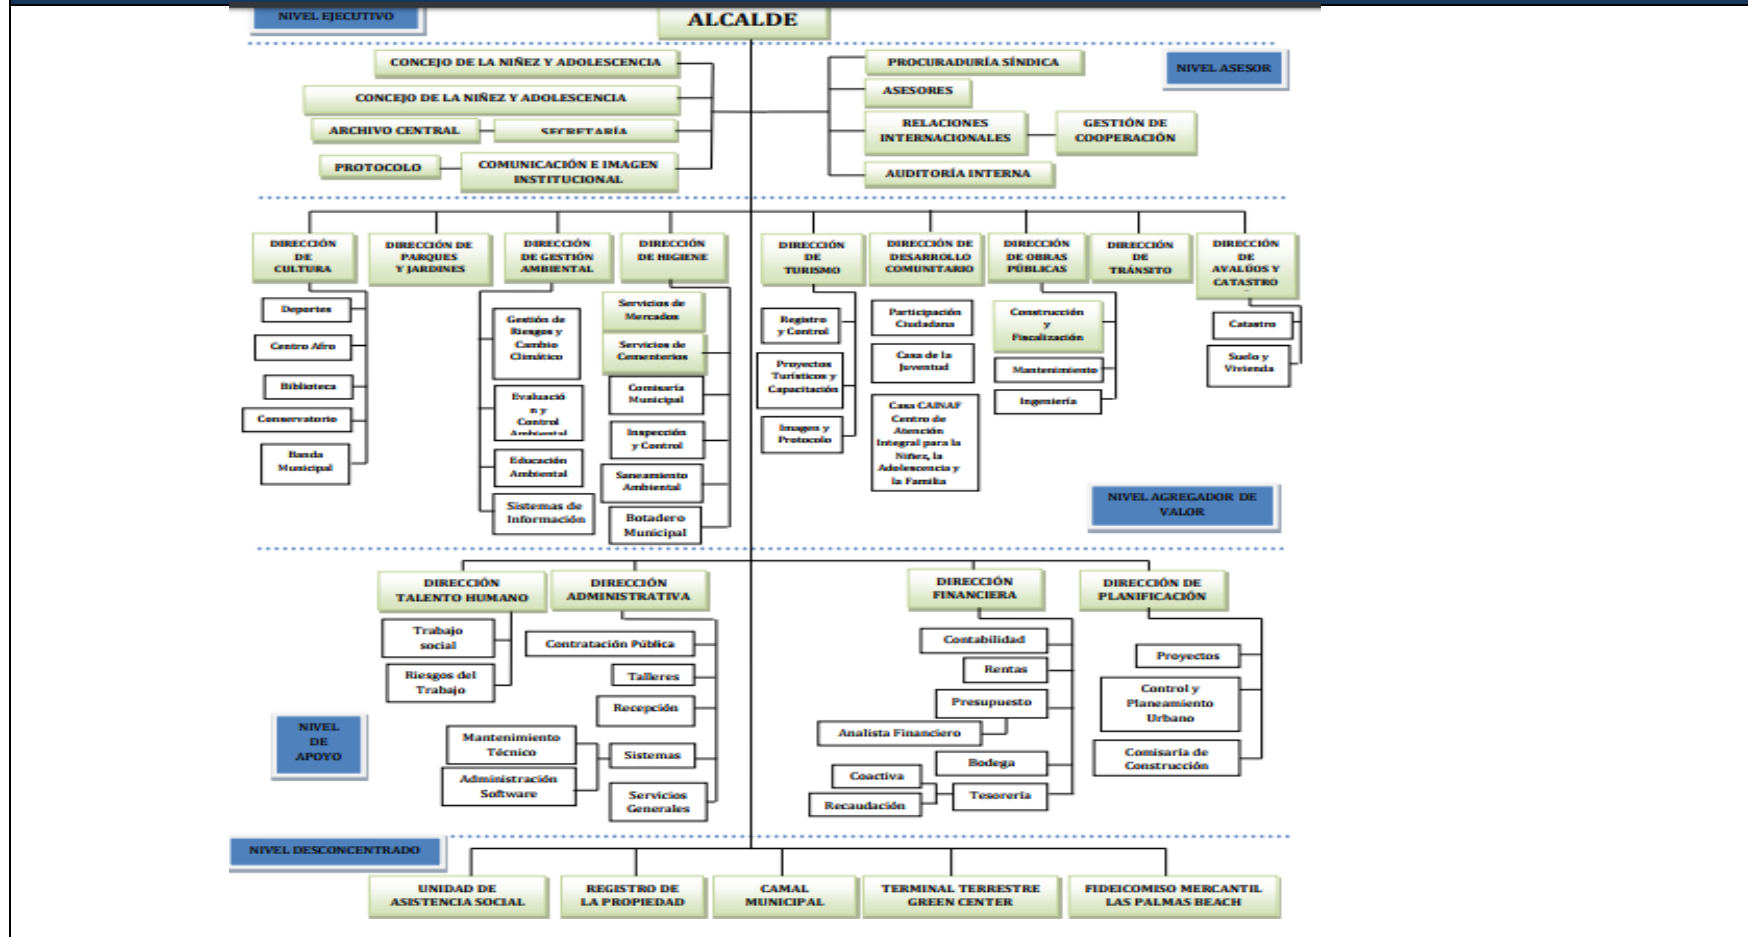 NIVEL EJECUTIVO
ALCALDE
CONCEJO DE LA NIÑEZ Y ADOLESCENCIA
PROCURADURÍA SÍNDICA
NIVEL ASESOR
CONCEJO DE LA NIÑEZ Y ADOLESCENCIA
ASESORES
ARCHIVO CENTRAL
SECRETARÍA
RELACIONES
INTERNACIONALES
GESTIÓN DE
COOPERACIÓN
PROTOCOLO
COMUNICACIÓN E IMAGEN
INSTITUCIONAL
AUDITORÍA INTERNA
DIRECCIÓN
DE
CULTURA
DIRECCIÓN DE
PARQUES
Y JARDINES
DIRECCIÓN
DE GESTIÓN
AMBIENTAL
DIRECCIÓN
DE HIGIENE
DIRECCIÓN
DE
TURISMO
DIRECCIÓN DE
DESARROLLO
COMUNITARIO
DIRECCIÓN
DE OBRAS
PÚBLICAS
DIRECCIÓN
DE
TRÁNSITO
DIRECCIÓN
DE
AVALÚOS Y
CATASTRO
Deportes
Centro Afro
Biblioteca
Conservatorio
Banda
Municipal
Gestión de
Riesgos y
Cambio
Climático
Evaluació
n y
Control
Ambiental
Educación
Ambiental
Sistemas de
Información
Servicios de
Mercados
Servicios de
Cementerios
Comisaría
Municipal
Inspección
y Control
Saneamiento
Ambiental
Botadero
Municipal
Registro
y Control
Proyectos
Turísticos y
Capacitación
Imagen y
Protocolo
Participación
Ciudadana
Casa de la
Juventud
Casa CAINAF
Centro de
Atención
Integral para la
Niñez, la
Adolescencia y
la Familia
Construcción
y
Fiscalización
Mantenimiento
Ingeniería
Catastro
Suelo y
Vivienda
NIVEL AGREGADOR DE
VALOR
DIRECCIÓN
TALENTO HUMANO
DIRECCIÓN
ADMINISTRATIVA
DIRECCIÓN
FINANCIERA
DIRECCIÓN DE
PLANIFICACIÓN
Trabajo
social
Riesgos del
Trabajo
Contratación Pública
Talleres
Recepción
Mantenimiento
Técnico
Sistemas
Administración
Software
Servicios
Generales
Contabilidad
Rentas
Presupuesto
Analista Financiero
Bodega
Coactiva
Tesorería
Recaudación
Proyectos
Control y
Planeamiento
Urbano
Comisaría de
Construcción
NIVEL
DE
APOYO
NIVEL DESCONCENTRADO
UNIDAD DE
ASISTENCIA SOCIAL
REGISTRO DE
LA PROPIEDAD
CAMAL
MUNICIPAL
TERMINAL TERRESTRE
GREEN CENTER
FIDEICOMISO MERCANTIL
LAS PALMAS BEACH